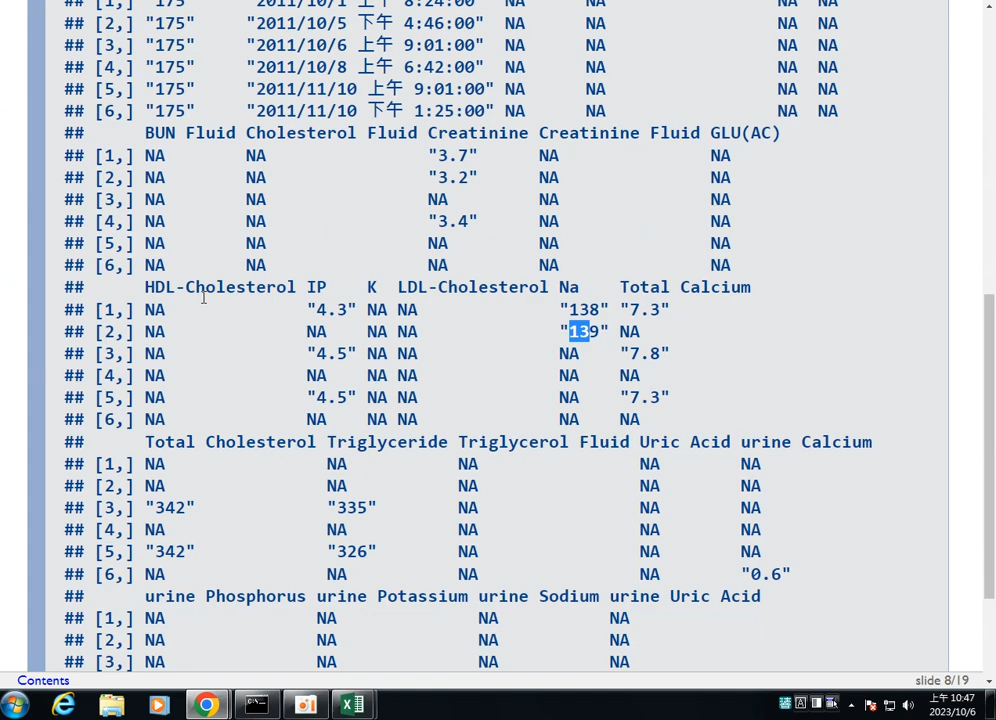 "175" "2011/10/1 上午 8:24:00" NA NA NA NA
## [2,] "175" "2011/10/5 下午 4:46:00" NA NA NA NA
## [3,] "175" "2011/10/6 上午 9:01:00" NA NA NA NA
## [4,] "175" "2011/10/8 上午 6:42:00" NA NA NA NA
## [5,] "175" "2011/11/10 上午 9:01:00" NA NA NA NA
## [6,] "175" "2011/11/10 下午 1:25:00" NA NA NA NA
## BUN Fluid Cholesterol Fluid Creatinine Creatinine Fluid GLU(AC)
## [1,] NA NA "3.7" NA NA
## [2,] NA NA "3.2" NA NA
## [3,] NA NA NA NA NA
## [4,] NA NA "3.4" NA NA
## [5,] NA NA NA NA NA
## [6,] NA NA NA NA NA
## HDL-Cholesterol IP K LDL-Cholesterol Na Total Calcium
## [1,] NA "4.3" NA NA "138" "7.3"
## [2,] NA NA NA NA "139" NA
## [3,] NA "4.5" NA NA NA "7.8"
## [4,] NA NA NA NA NA NA
## [5,] NA "4.5" NA NA NA "7.3"
## [6,] NA NA NA NA NA NA
## Total Cholesterol Triglyceride Triglycerol Fluid Uric Acid urine Calcium
## [1,] NA NA NA NA NA
## [2,] NA NA NA NA NA
## [3,] "342" "335" NA NA NA
## [4,] NA NA NA NA NA
## [5,] "342" "326" NA NA NA
## [6,] NA NA NA NA "0.6"
## urine Phosphorus urine Potassium urine Sodium urine Uric Acid
## [1,] NA NA NA NA
## [2,] NA NA NA NA
## [3,] NA NA NA NA
Contents
slide 8/19
上午 10:47
2023/10/6